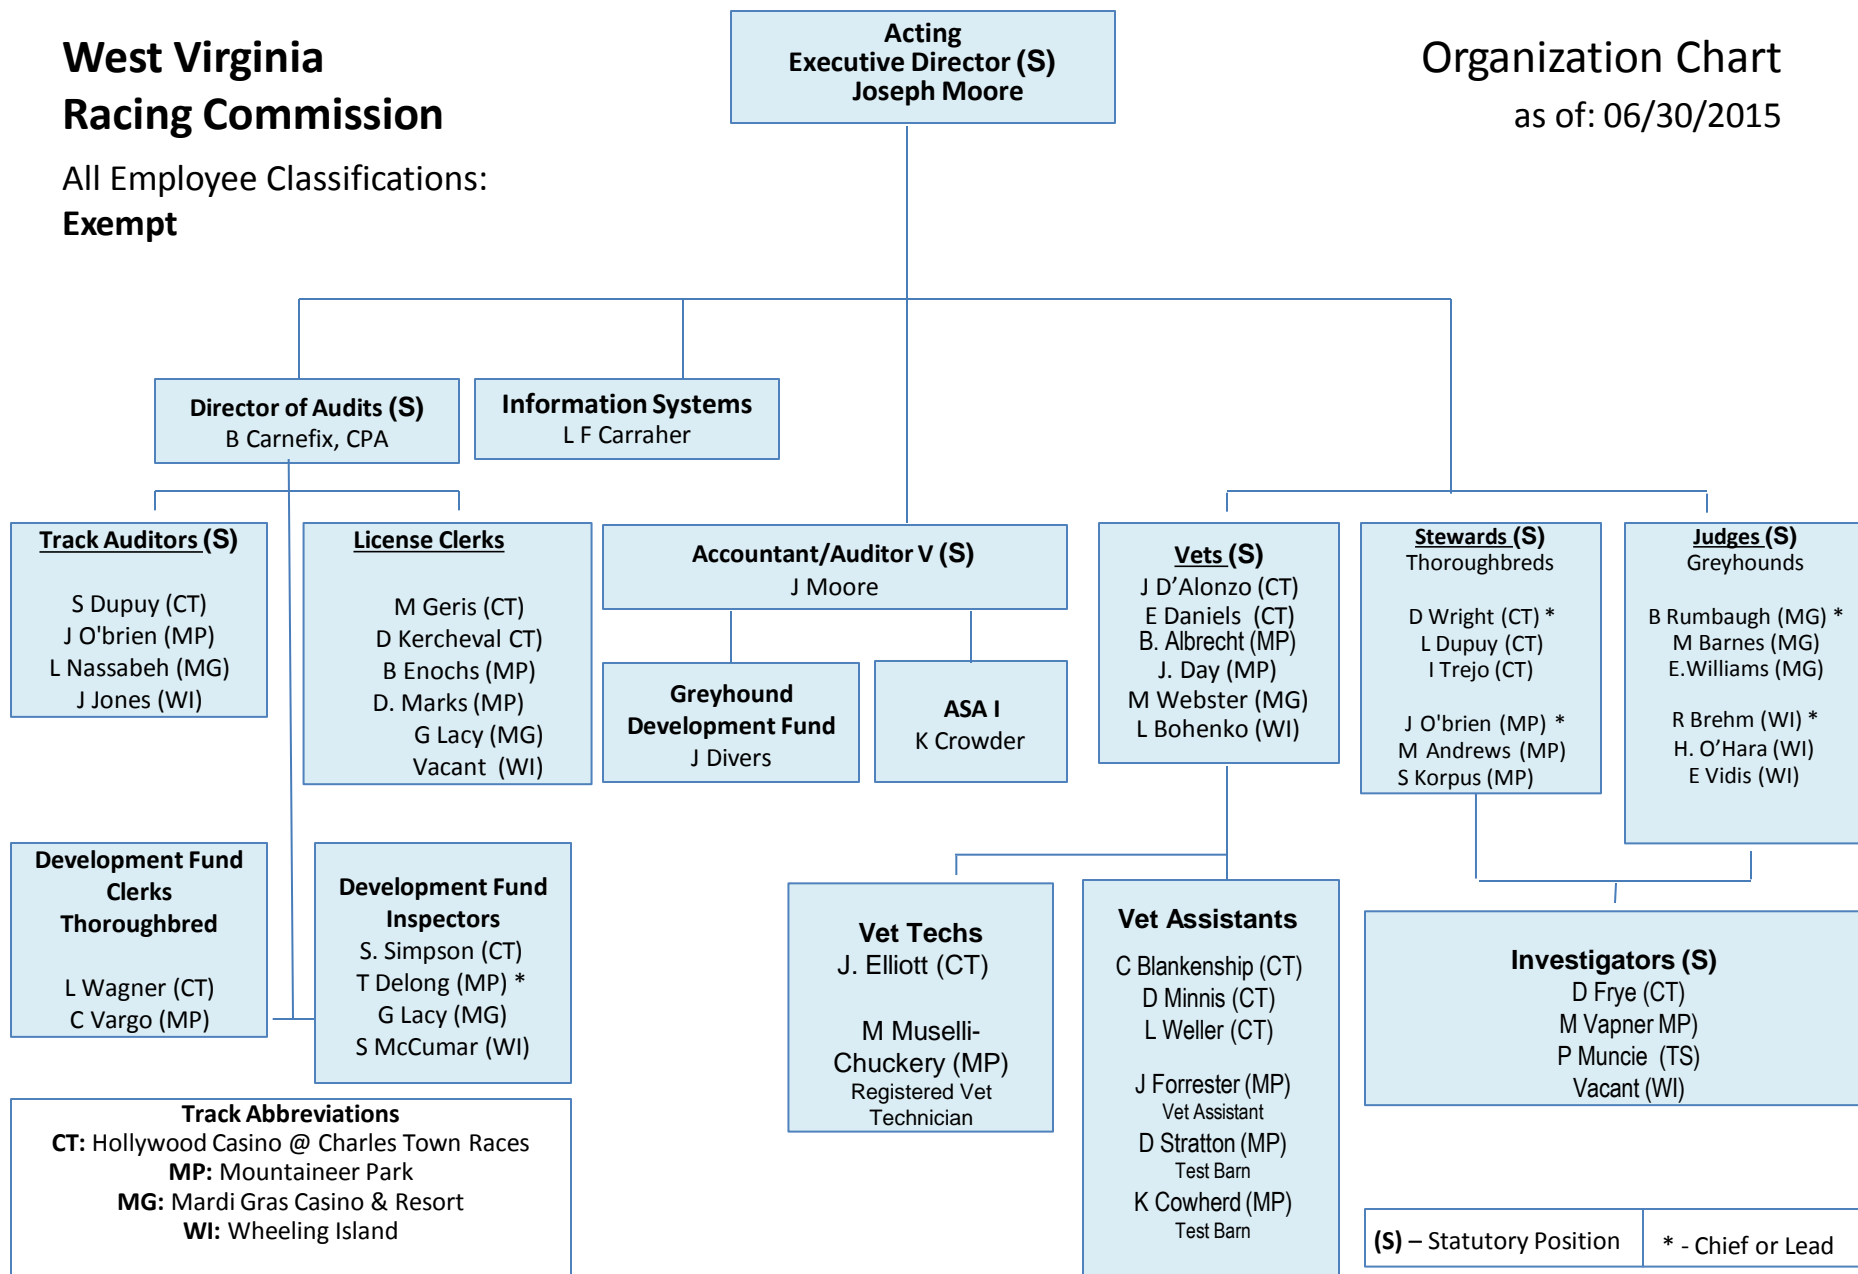 West Virginia
Racing Commission
All Employee Classifications:
Exempt
Acting
Executive Director (S)
Joseph Moore
Organization Chart
as of: 06/30/2015
Director of Audits (S)
B Carnefix, CPA
Information Systems
L F Carraher
Track Auditors (S)
S Dupuy (CT)
J O'brien (MP)
L Nassabeh (MG)
J Jones (WI)
License Clerks
M Geris (CT)
D Kercheval CT)
B Enochs (MP)
D. Marks (MP)
G Lacy (MG)
Vacant (WI)
Accountant/Auditor V (S)
J Moore
Greyhound
Development Fund
J Divers
ASA I
K Crowder
Vets (S)
J D’Alonzo (CT)
E Daniels (CT)
B. Albrecht (MP)
J. Day (MP)
M Webster (MG)
L Bohenko (WI)
Stewards (S)
Thoroughbreds
D Wright (CT) *
L Dupuy (CT)
I Trejo (CT)
J O'brien (MP) *
M Andrews (MP)
S Korpus (MP)
Judges (S)
Greyhounds
B Rumbaugh (MG) *
M Barnes (MG)
E.Williams (MG)
R Brehm (WI) *
H. O’Hara (WI)
E Vidis (WI)
Development Fund
Clerks
Thoroughbred
L Wagner (CT)
C Vargo (MP)
Development Fund
Inspectors
S. Simpson (CT)
T Delong (MP) *
G Lacy (MG)
S McCumar (WI)
Vet Techs
J. Elliott (CT)
M Muselli-
Chuckery (MP)
Registered Vet
Technician
Vet Assistants
C Blankenship (CT)
D Minnis (CT)
L Weller (CT)
J Forrester (MP)
Vet Assistant
D Stratton (MP)
Test Barn
K Cowherd (MP)
Test Barn
Investigators (S)
D Frye (CT)
M Vapner MP)
P Muncie (TS)
Vacant (WI)
Track Abbreviations
CT: Hollywood Casino @ Charles Town Races
MP: Mountaineer Park
MG: Mardi Gras Casino & Resort
WI: Wheeling Island
(S) – Statutory Position
* - Chief or Lead